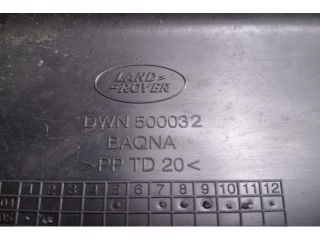 LAND
ROVER
DWN 500032
BAQNA
>PP TD 20<
1 2 3 4 5 6 7 8 9 10 11 12